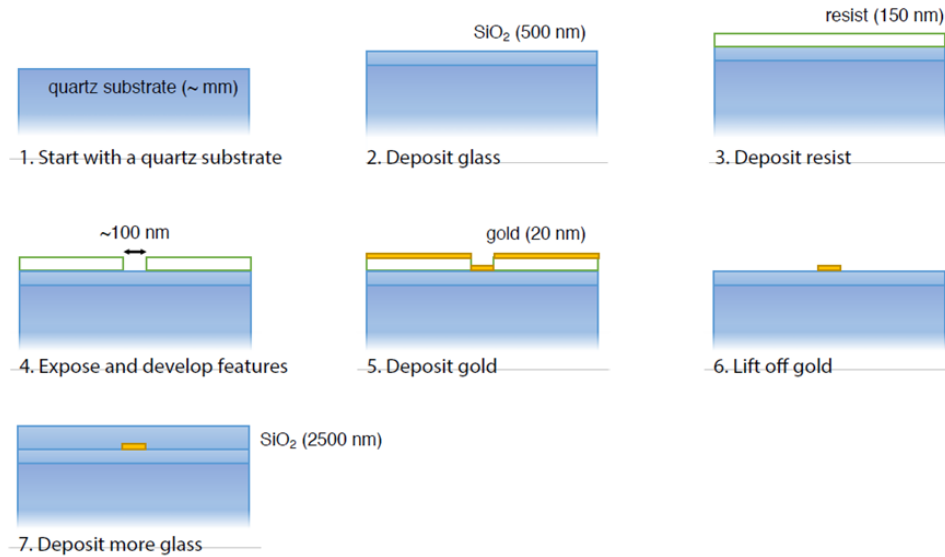 quartz substrate (~ mm)
1. Start with a quartz substrate
SiO₂ (500 nm)
2. Deposit glass
resist (150 nm)
3. Deposit resist
~100 nm
4. Expose and develop features
gold (20 nm)
5. Deposit gold
6. Lift off gold
SiO₂ (2500 nm)
7. Deposit more glass